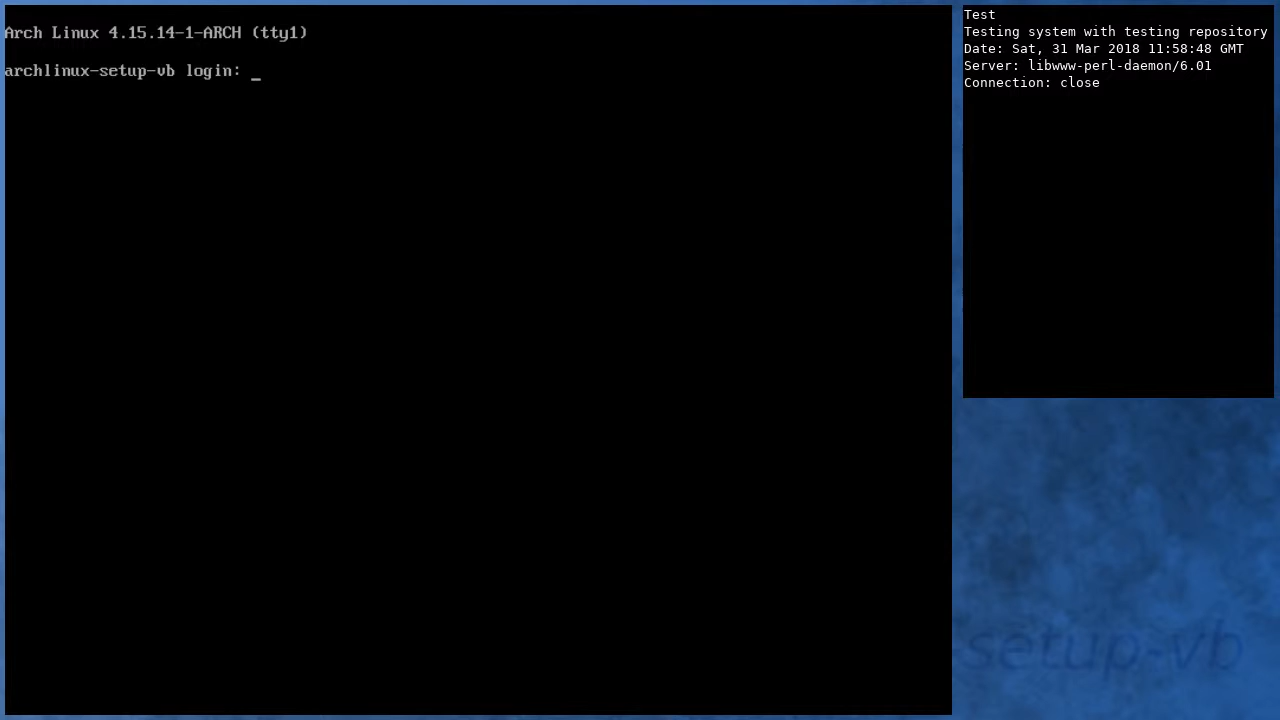 Arch Linux 4.15.14-1-ARCH (tty1)
archlinux-setup-vb login: _
Test
Testing system with testing repository
Date: Sat, 31 Mar 2018 11:58:48 GMT
Server: libwww-perl-daemon/6.01
Connection: close
setup-vb